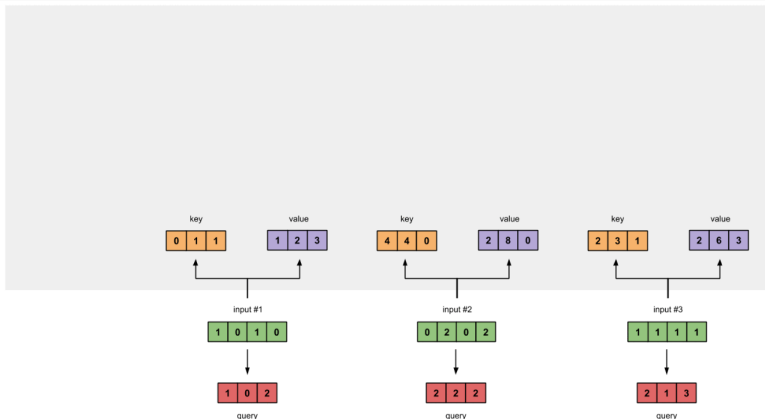 key value key value key value
0 1 1 1 2 3 4 4 0 2 8 0 2 3 1 2 6 3
input #1 input #2 input #3
1 0 1 0 0 2 0 2 1 1 1 1
1 0 2 2 2 2 2 1 3
query query query